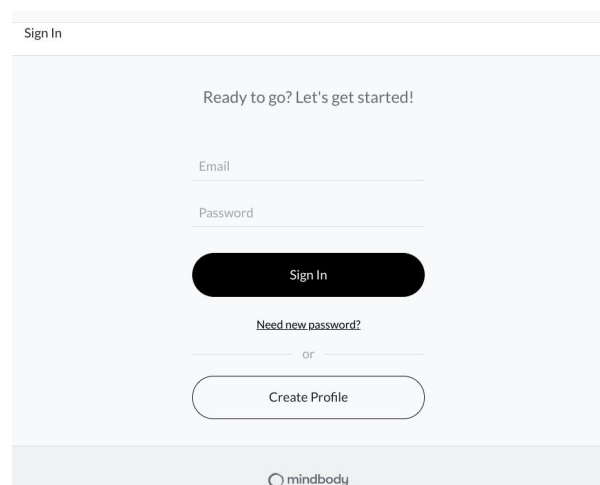 Sign In
Ready to go? Let's get started!
Email
Password
Sign In
Need new password?
or
Create Profile
mindbody